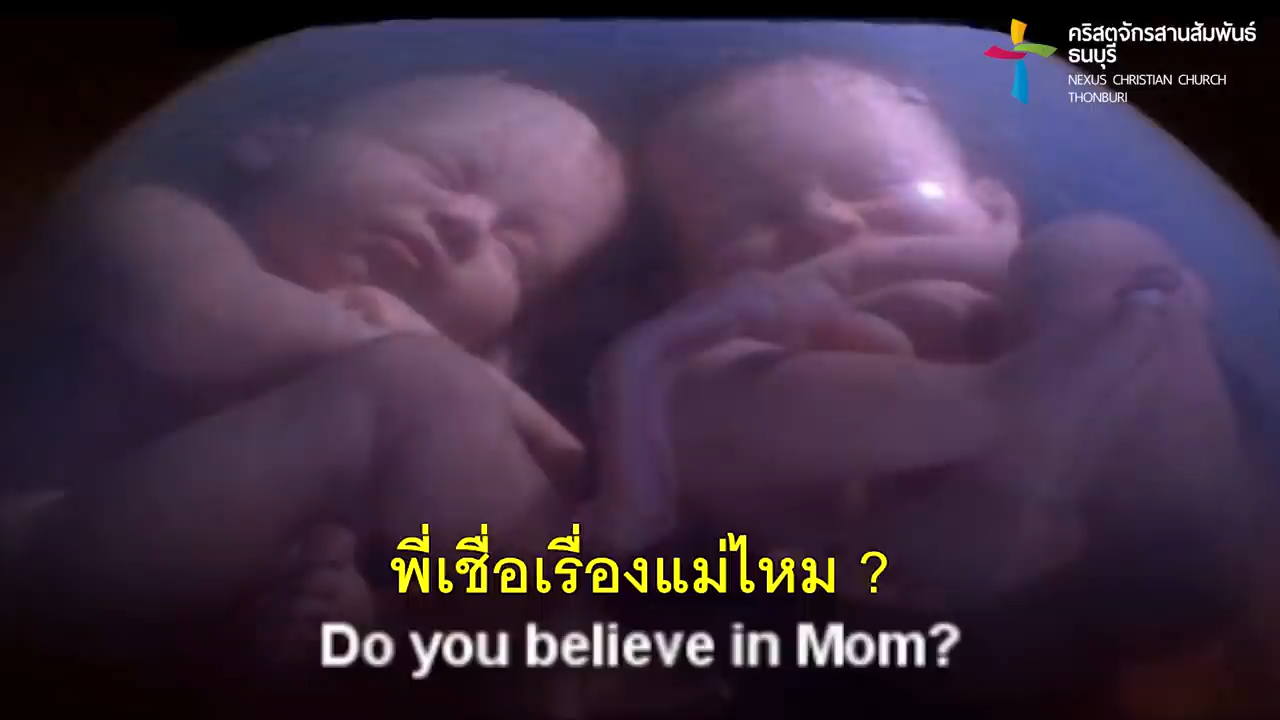 คริสตจักรสานสัมพันธ์
ธนบุรี
NEXUS CHRISTIAN CHURCH
THONBURI
พี่เชื่อเรื่องแม่ไหม ?
Do you believe in Mom?